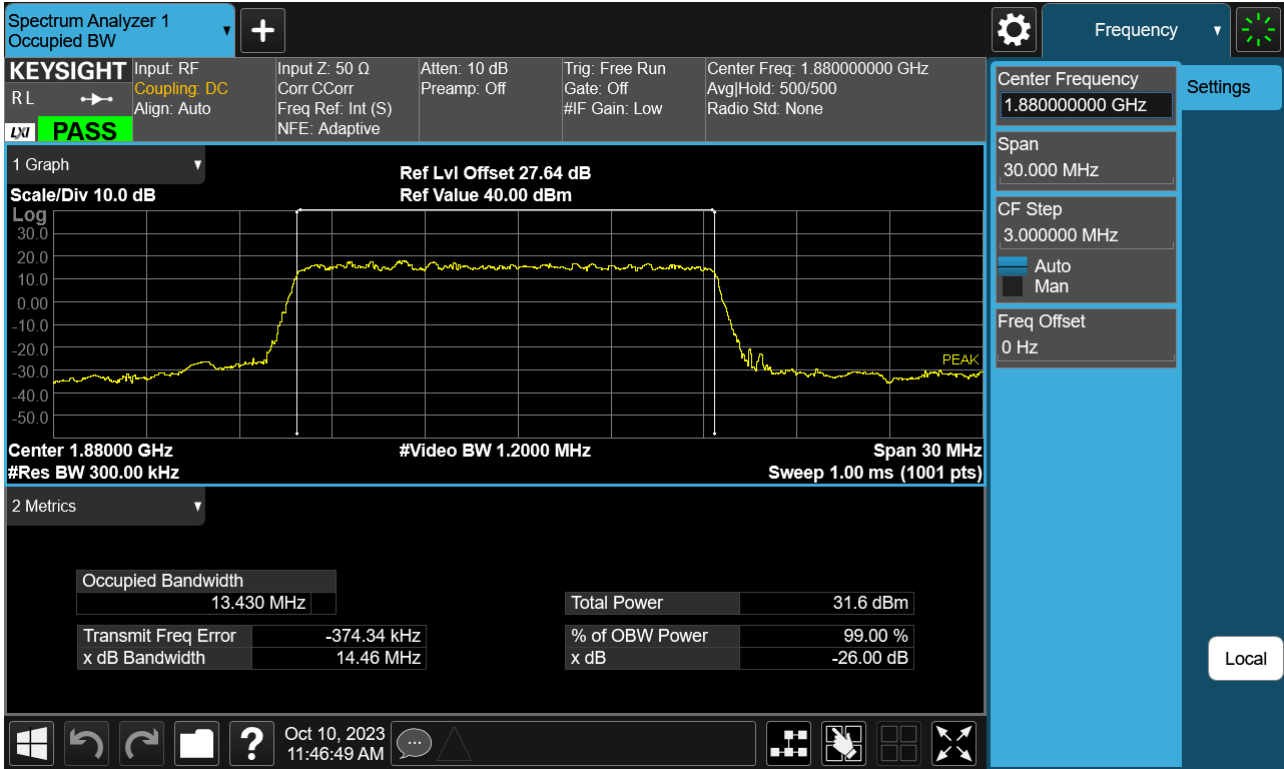 Spectrum Analyzer 1
Occupied BW
Frequency
KEYSIGHT
R L
LXI
PASS
Input: RF
Coupling: DC
Align: Auto
Input Z: 50 Ω
Corr CCorr
Freq Ref: Int (S)
NFE: Adaptive
Atten: 10 dB
Preamp: Off
Trig: Free Run
Gate: Off
#IF Gain: Low
Center Freq: 1.880000000 GHz
Avg|Hold: 500/500
Radio Std: None
Center Frequency
1.880000000 GHz
Settings
Span
30.000 MHz
CF Step
3.000000 MHz
Auto
Man
Freq Offset
0 Hz
Local
1 Graph
Ref Lvl Offset 27.64 dB
Scale/Div 10.0 dB
Ref Value 40.00 dBm
Log
30.0
20.0
10.0
0.00
-10.0
-20.0
-30.0
-40.0
-50.0
PEAK
Center 1.88000 GHz
#Video BW 1.2000 MHz
Span 30 MHz
#Res BW 300.00 kHz
Sweep 1.00 ms (1001 pts)
2 Metrics
Occupied Bandwidth
13.430 MHz
Total Power 31.6 dBm
Transmit Freq Error -374.34 kHz
% of OBW Power 99.00 %
x dB Bandwidth 14.46 MHz
x dB -26.00 dB
?
Oct 10, 2023
11:46:49 AM